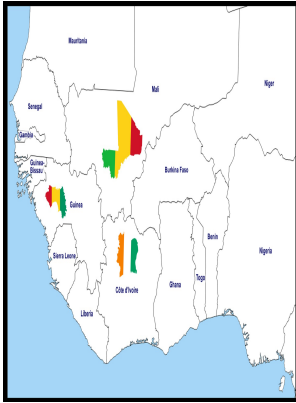 Mauritania
Mali
Niger
Senegal
Gambia
Guinea-
Bissau
Burkina Faso
Guinea
Benin
Nigeria
Sierra Leone
Togo
Ghana
Côte d'Ivoire
Liberia